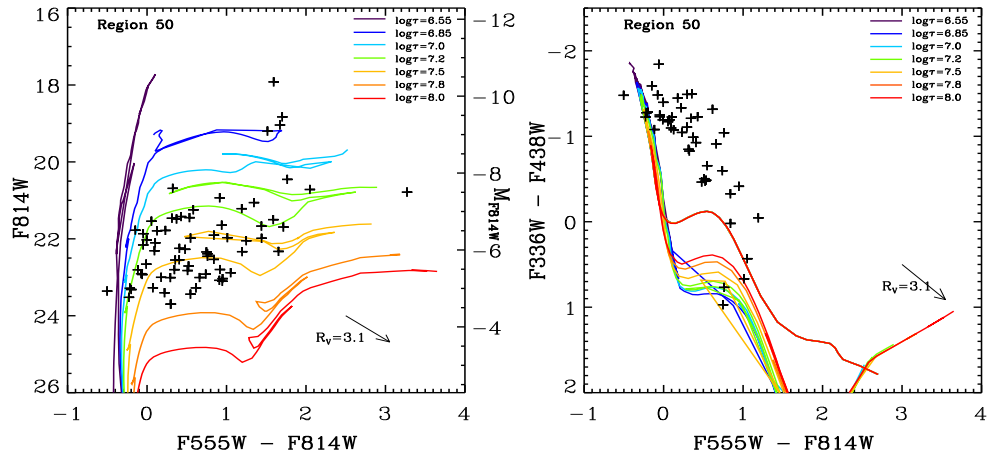 Region 50
logτ=6.55
logτ=6.85
logτ=7.0
logτ=7.2
logτ=7.5
logτ=7.8
logτ=8.0
16
18
20
22
24
26
F814W
−12
−10
−8
−6
−4
M_F814W
R_V=3.1
−1 0 1 2 3 4
F555W − F814W
Region 50
logτ=6.55
logτ=6.85
logτ=7.0
logτ=7.2
logτ=7.5
logτ=7.8
logτ=8.0
−2
−1
0
1
2
F336W − F438W
R_V=3.1
−1 0 1 2 3 4
F555W − F814W